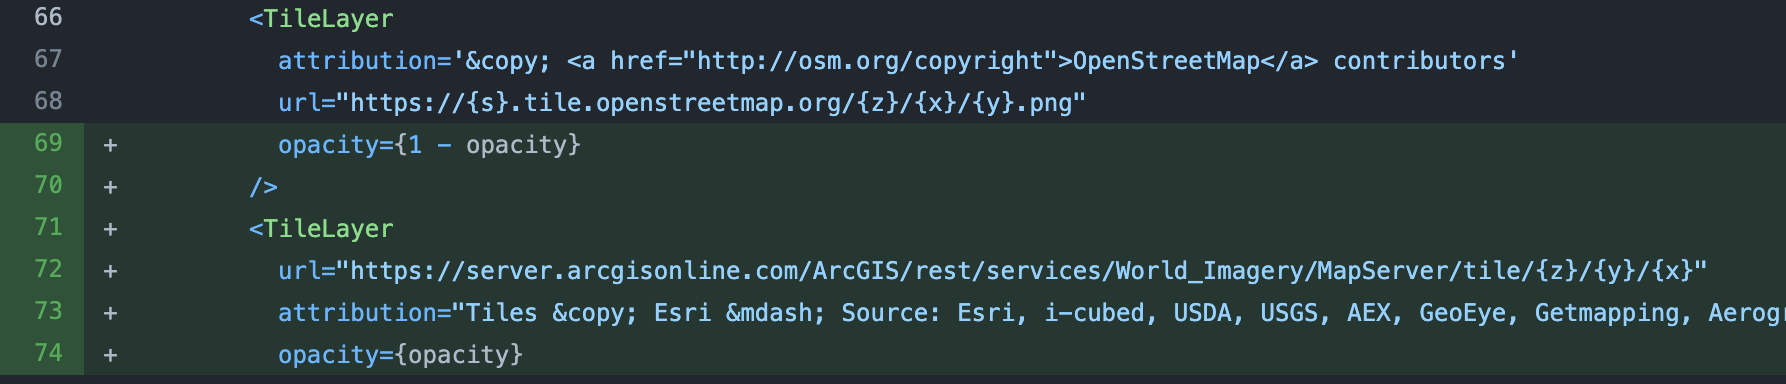 66 <TileLayer
67 attribution='&copy; <a href="http://osm.org/copyright">OpenStreetMap</a> contributors'
68 url="https://{s}.tile.openstreetmap.org/{z}/{x}/{y}.png"
69 + opacity={1 - opacity}
70 + />
71 + <TileLayer
72 + url="https://server.arcgisonline.com/ArcGIS/rest/services/World_Imagery/MapServer/tile/{z}/{y}/{x}"
73 + attribution="Tiles &copy; Esri &mdash; Source: Esri, i-cubed, USDA, USGS, AEX, GeoEye, Getmapping,
74 + opacity={opacity}